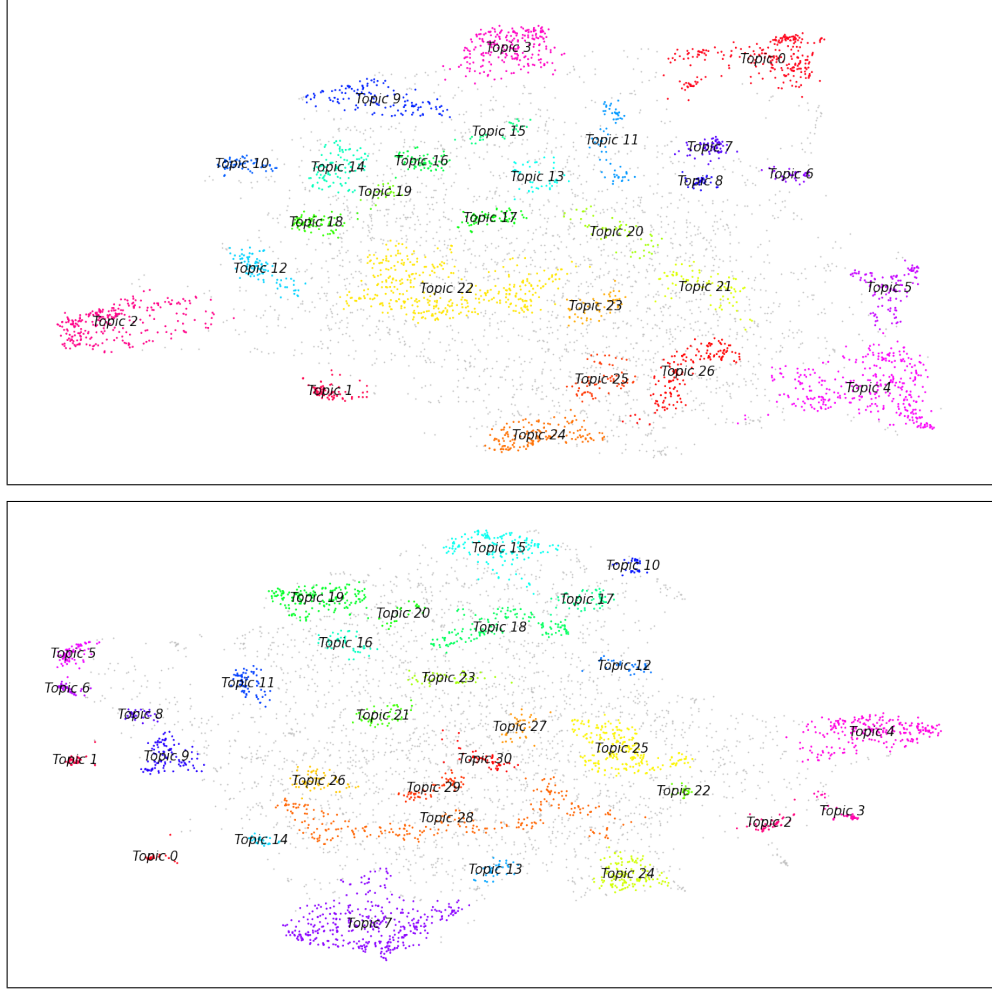 Topic 3
Topic 0
Topic 9
Topic 15
Topic 11
Topic 7
Topic 10
Topic 14
Topic 16
Topic 13
Topic 8
Topic 6
Topic 19
Topic 18
Topic 17
Topic 20
Topic 12
Topic 22
Topic 21
Topic 5
Topic 23
Topic 2
Topic 26
Topic 25
Topic 1
Topic 4
Topic 24
Topic 15
Topic 10
Topic 19
Topic 17
Topic 20
Topic 18
Topic 16
Topic 5
Topic 12
Topic 23
Topic 11
Topic 6
Topic 8
Topic 21
Topic 27
Topic 4
Topic 25
Topic 9
Topic 1
Topic 30
Topic 26
Topic 29
Topic 22
Topic 3
Topic 28
Topic 2
Topic 14
Topic 0
Topic 13
Topic 24
Topic 7